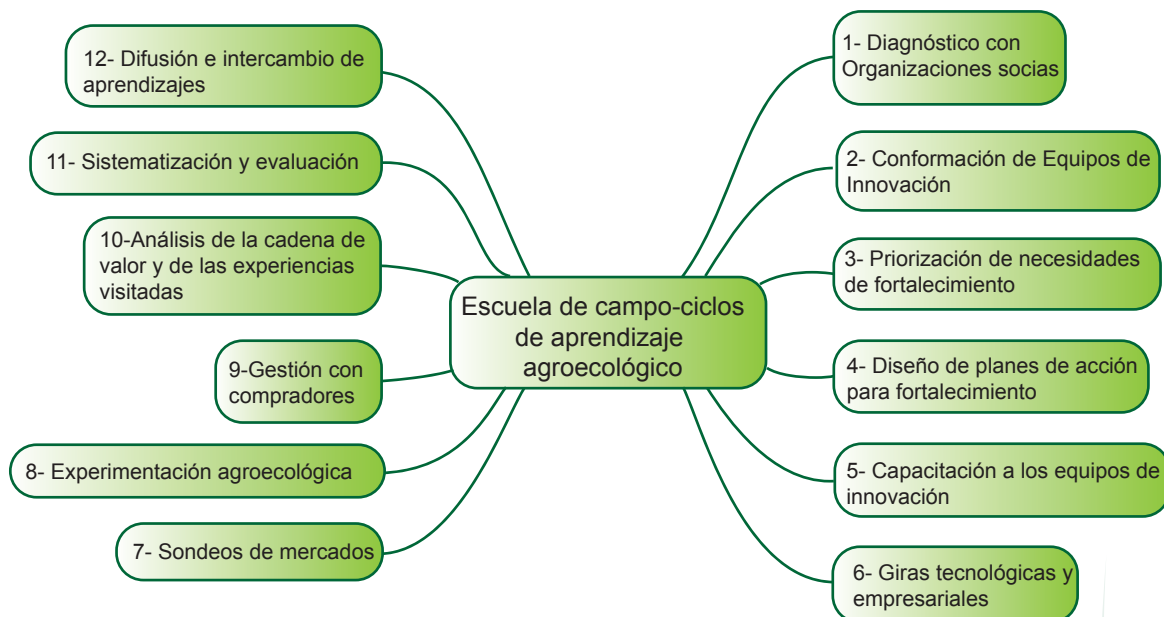 12- Difusión e intercambio de
aprendizajes
11- Sistematización y evaluación
10-Análisis de la cadena de
valor y de las experiencias
visitadas
9-Gestión con
compradores
8- Experimentación agroecológica
7- Sondeos de mercados
Escuela de campo-ciclos
de aprendizaje
agroecológico
1- Diagnóstico con
Organizaciones socias
2- Conformación de Equipos de
Innovación
3- Priorización de necesidades
de fortalecimiento
4- Diseño de planes de acción
para fortalecimiento
5- Capacitación a los equipos de
innovación
6- Giras tecnológicas y
empresariales